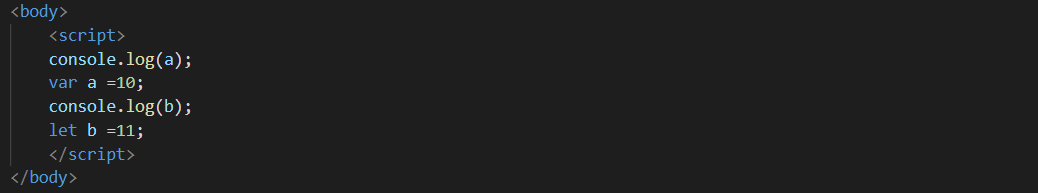 <body>
<script>
console.log(a);
var a =10;
console.log(b);
let b =11;
</script>
</body>